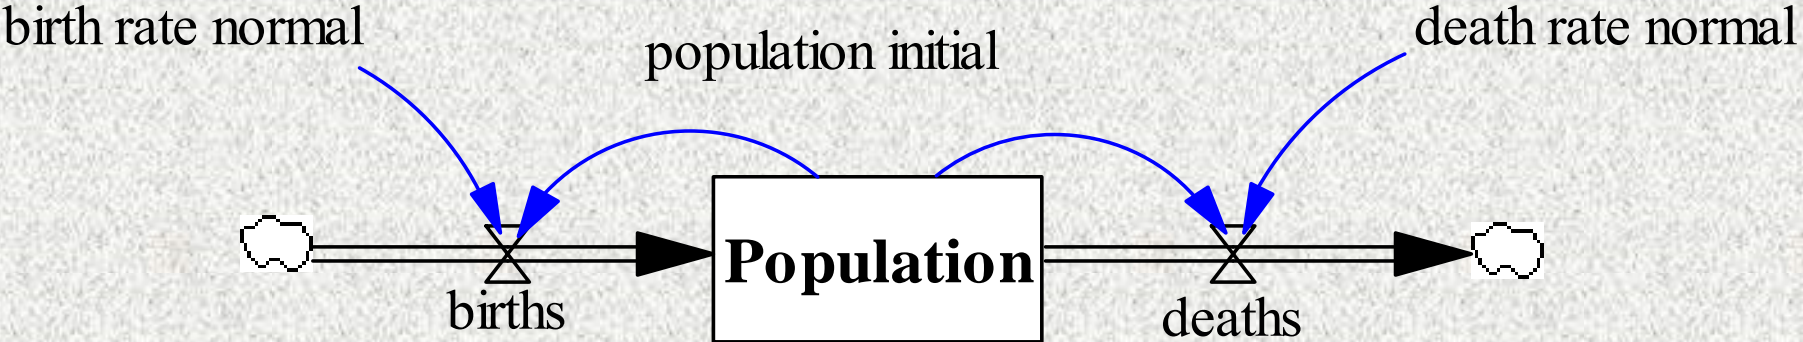 birth rate normal
population initial
death rate normal
Population
births
deaths